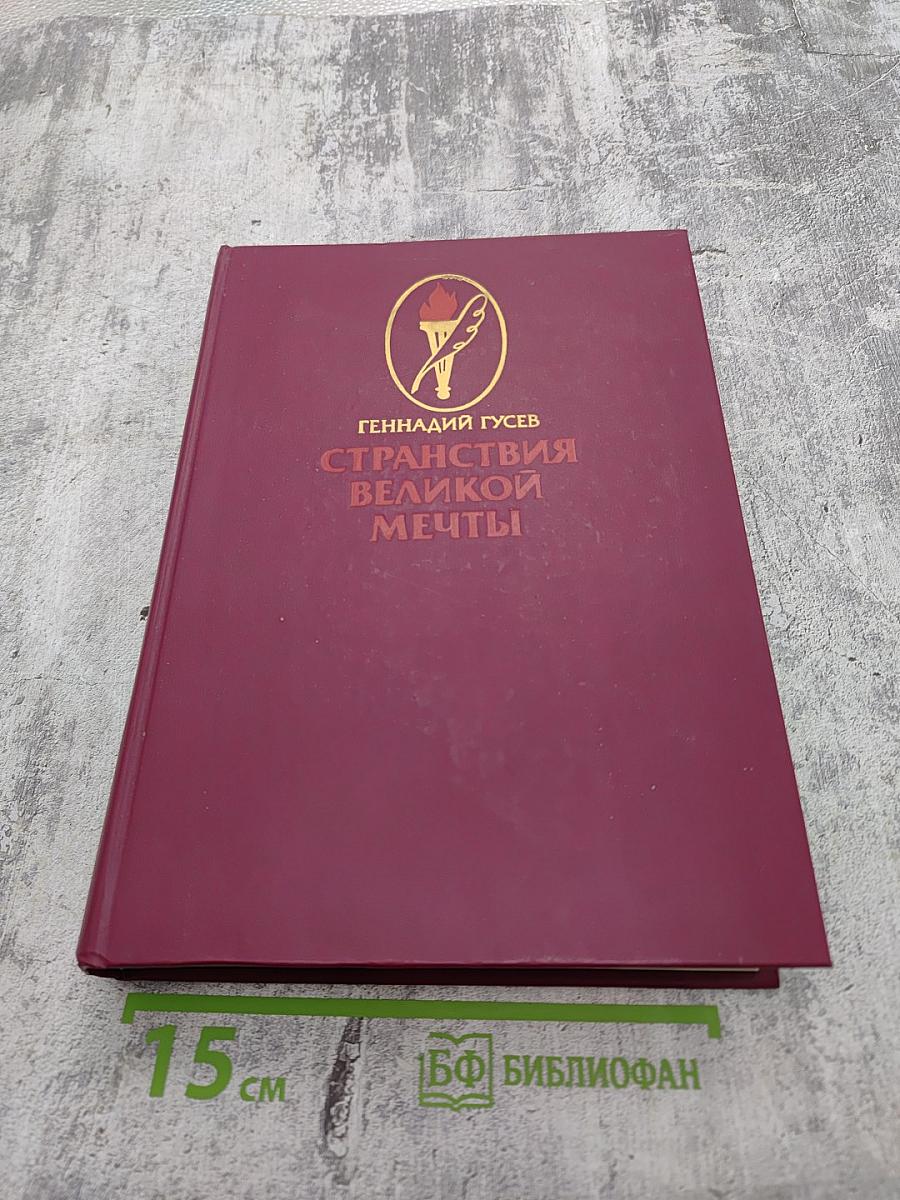 ГЕННАДИЙ ГУСЕВ
СТРАНСТВИЯ
ВЕЛИКОЙ
МЕЧТЫ
15 СМ
БФ БИБЛИОФАН